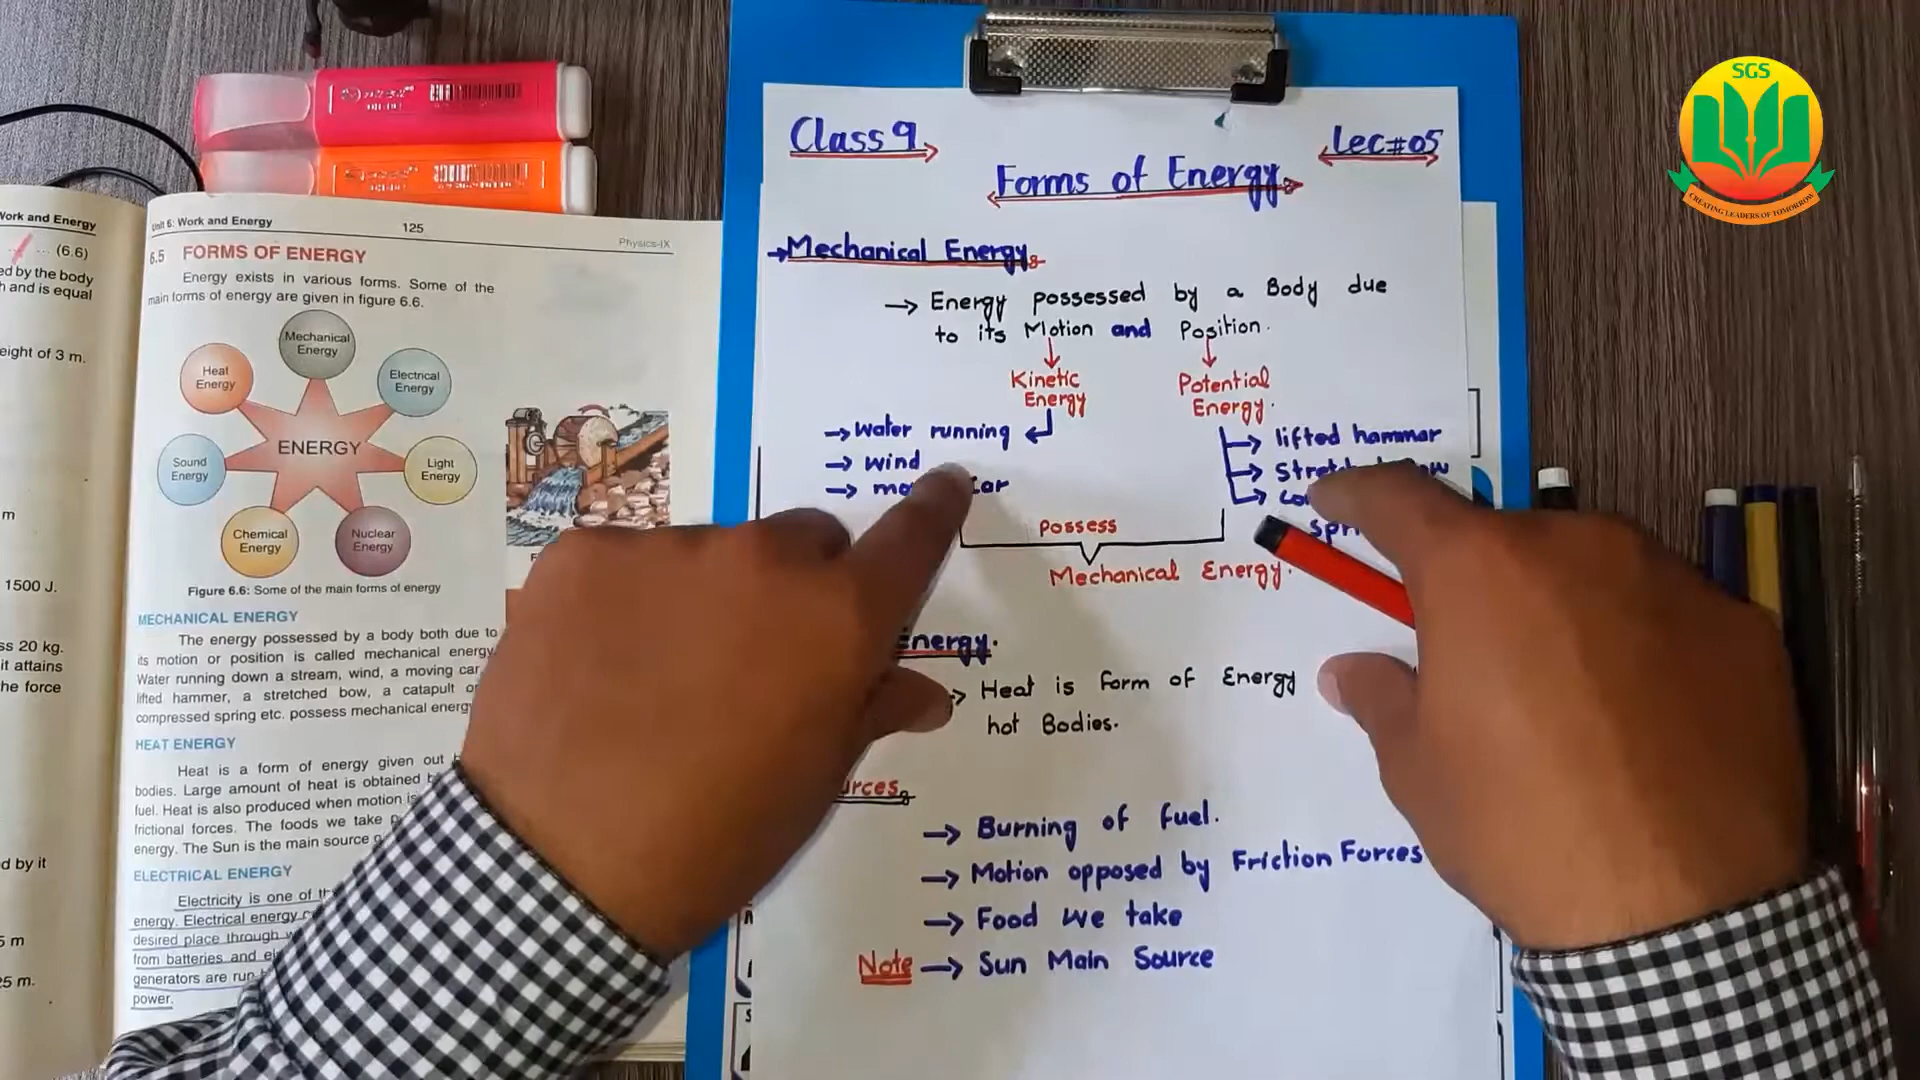 SGS
CREATING LEADERS OF TOMORROW
Class 9
Lec#05
Forms of Energy
Mechanical Energy
Energy possessed by a Body due
to its Motion and Position.
Kinetic
Energy
Potential
Energy.
Water running
wind
car
lifted hammar
Possess
Mechanical Energy.
Energy.
Heat is form of Energy
hot Bodies.
Burning of fuel.
Motion opposed by Friction Forces
Food we take
Note Sun Main Source
Work and Energy
(6.6)
ed by the body
and is equal
eight of 3 m.
m
1500 J.
ss 20 kg.
it attains
he force
d by it
5 m
25 m.
Unit 6: Work and Energy
125
Physics-IX
6.5 FORMS OF ENERGY
Energy exists in various forms. Some of the
main forms of energy are given in figure 6.6.
Mechanical
Energy
Heat
Energy
Electrical
Energy
ENERGY
Sound
Energy
Light
Energy
Chemical
Energy
Nuclear
Energy
Figure 6.6: Some of the main forms of energy
MECHANICAL ENERGY
The energy possessed by a body both due to
its motion or position is called mechanical energy.
Water running down a stream, wind, a moving car,
lifted hammer, a stretched bow, a catapult or
compressed spring etc. possess mechanical energy
HEAT ENERGY
Heat is a form of energy given out
bodies. Large amount of heat is obtained
fuel. Heat is also produced when motion is
frictional forces. The foods we take
energy. The Sun is the main source
ELECTRICAL ENERGY
Electricity is one of
energy. Electrical energy
desired place through
from batteries and
generators are run
power.